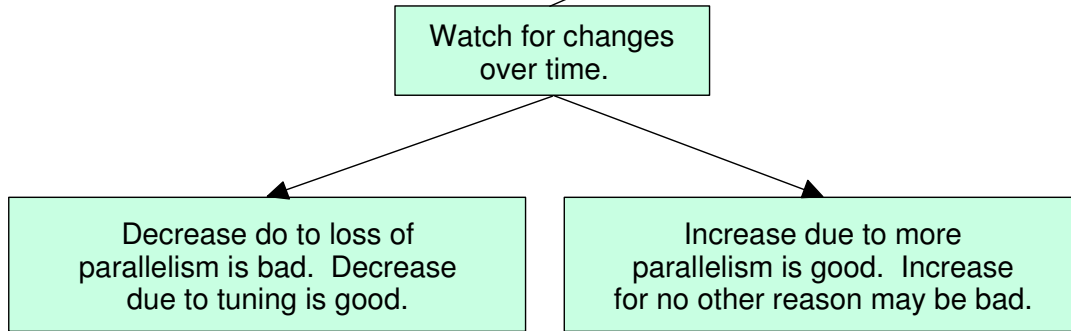 Watch for changes
over time.
Decrease do to loss of
parallelism is bad.  Decrease
due to tuning is good.
Increase due to more
parallelism is good.  Increase
for no other reason may be bad.